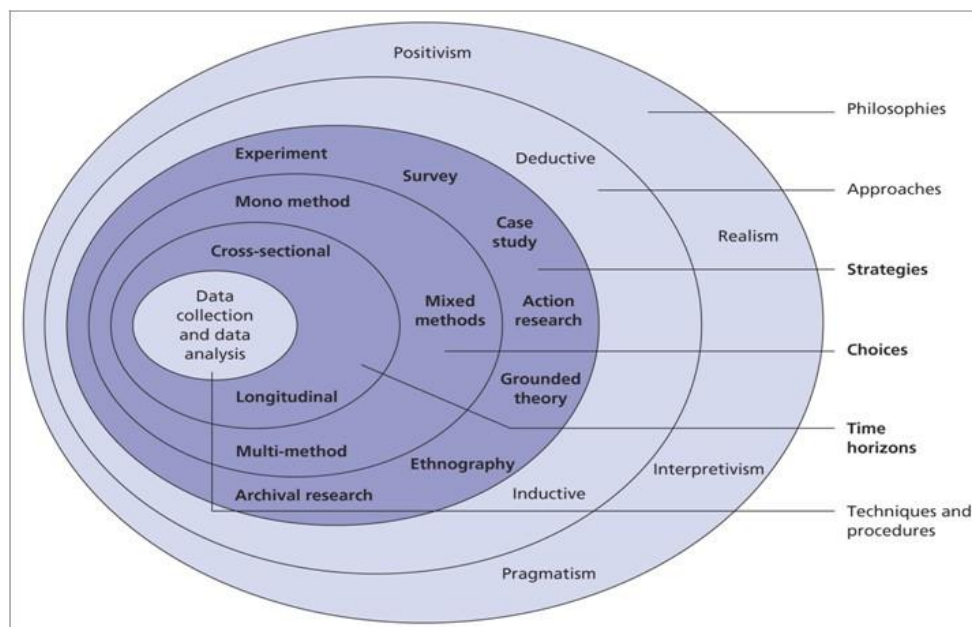 Positivism
Philosophies
Experiment
Deductive
Survey
Approaches
Mono method
Case
study
Realism
Cross-sectional
Strategies
Data
collection
and data
analysis
Mixed
methods
Action
research
Choices
Longitudinal
Grounded
theory
Time
horizons
Multi-method
Ethnography
Interpretivism
Archival research
Inductive
Techniques and
procedures
Pragmatism